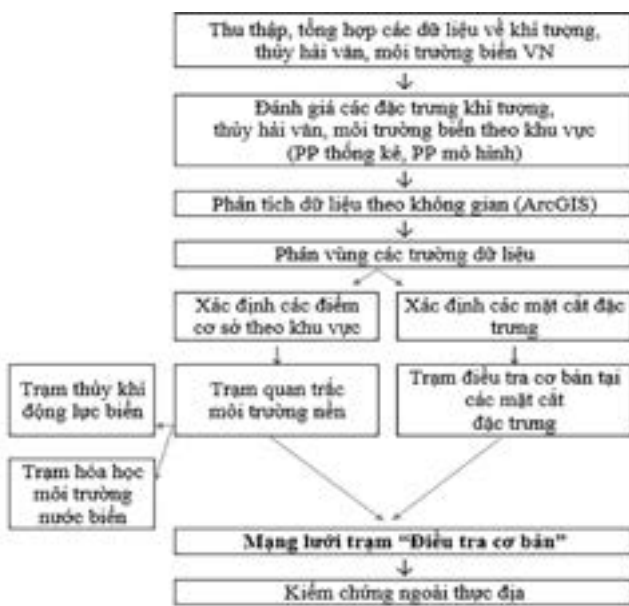 Thu thập, tổng hợp các dữ liệu về khí tượng,
thủy hải văn, môi trường biển VN
Đánh giá các đặc trưng khí tượng,
thủy hải văn, môi trường biển theo khu vực
(PP thống kê, PP mô hình)
Phân tích dữ liệu theo không gian (ArcGIS)
Phân vùng các trường dữ liệu
Xác định các điểm
cơ sở theo khu vực
Xác định các mặt cắt đặc
trưng
Trạm thủy khí
động lực biển
Trạm quan trắc
môi trường nền
Trạm điều tra cơ bản tại
các mặt cắt
đặc trưng
Trạm hóa học
môi trường
nước biển
Mạng lưới trạm “Điều tra cơ bản”
Kiểm chứng ngoài thực địa